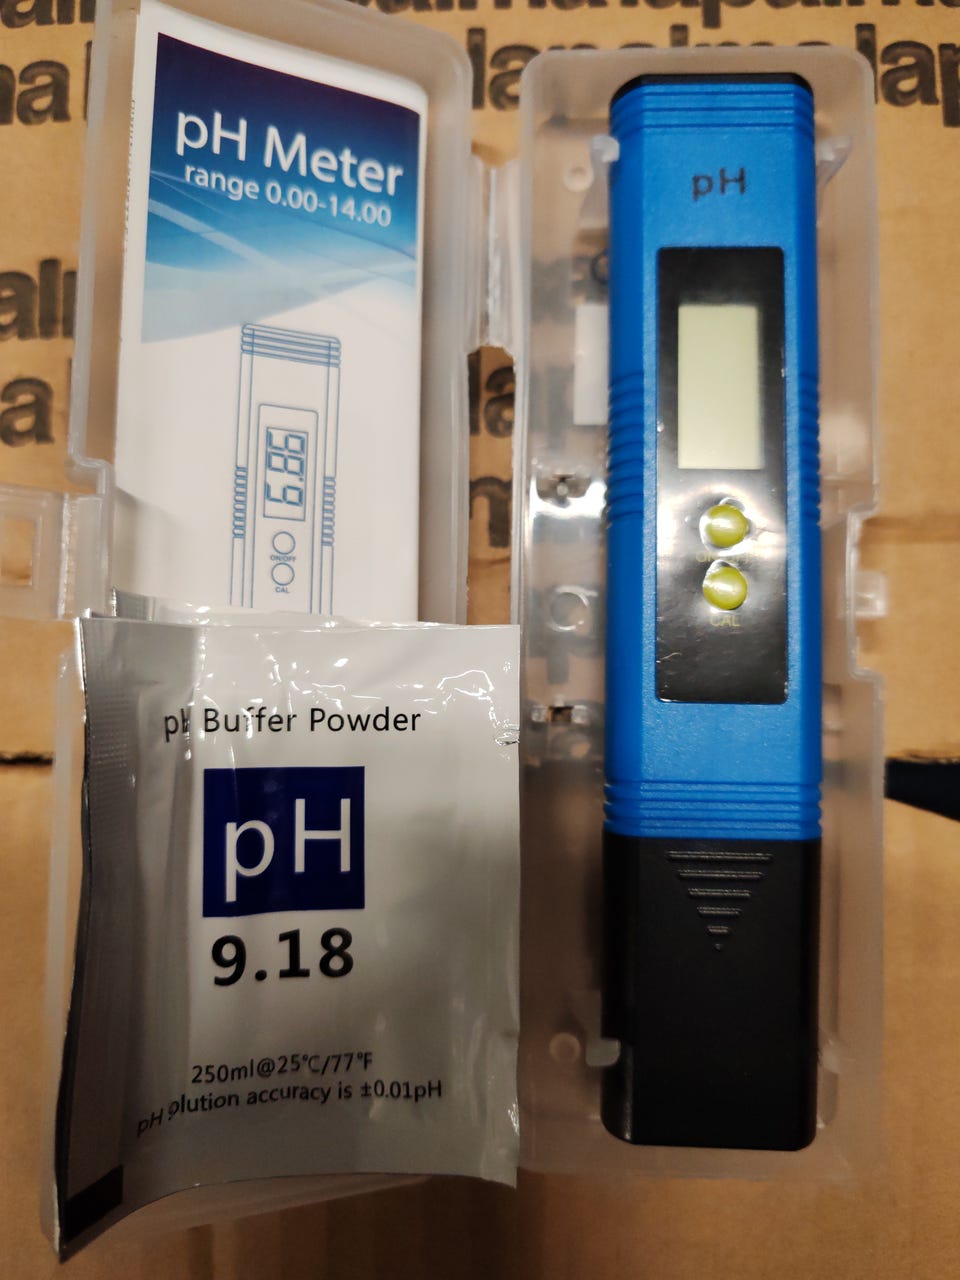 pH Meter
range 0.00-14.00
6.86
ON/OFF
CAL
pH
CAL
pH Buffer Powder
pH
9.18
250ml@25℃/77℉
pH olution accuracy is ±0.01pH